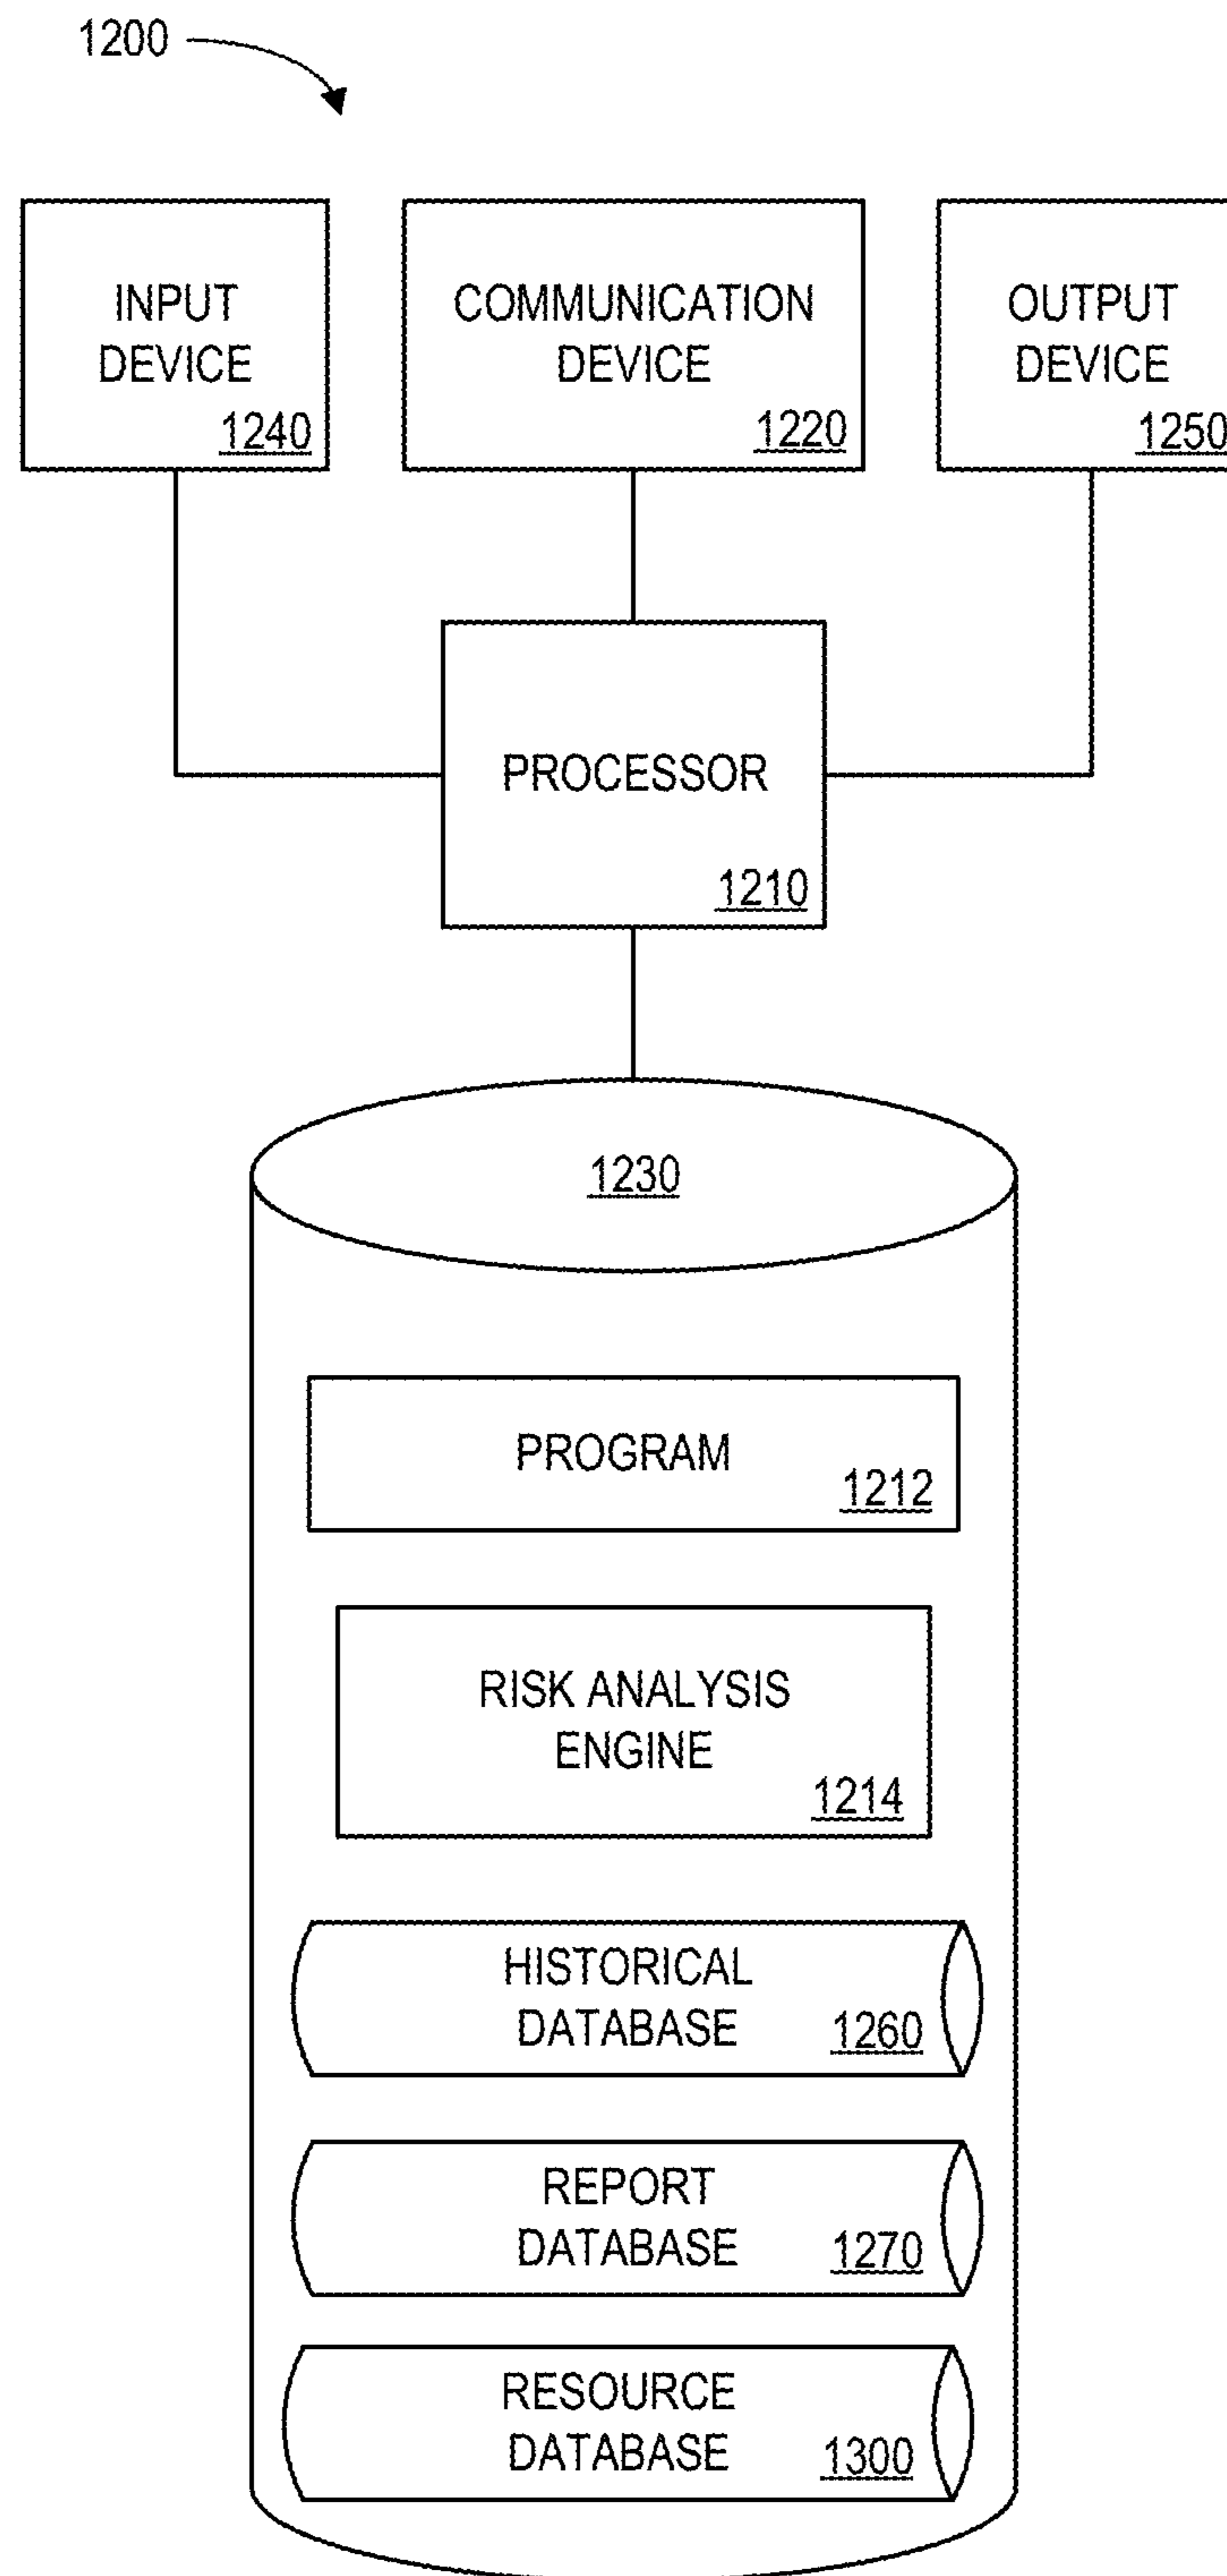 1200
INPUT
DEVICE
1240
COMMUNICATION
DEVICE
1220
OUTPUT
DEVICE
1250
PROCESSOR
1210
1230
PROGRAM
1212
RISK ANALYSIS
ENGINE
1214
HISTORICAL
DATABASE
1260
REPORT
DATABASE
1270
RESOURCE
DATABASE
1300